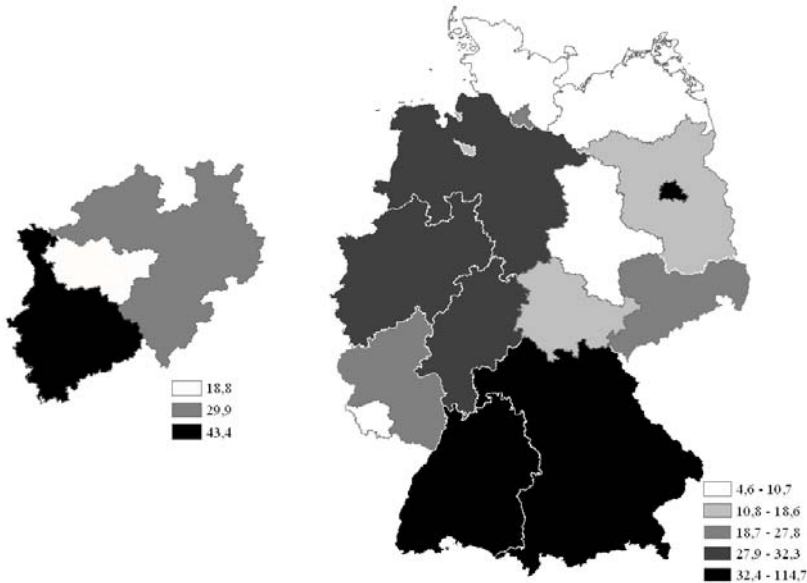 18,8
29,9
43,4
4,6 - 10,7
10,8 - 18,6
18,7 - 27,8
27,9 - 32,3
32,4 - 114,7